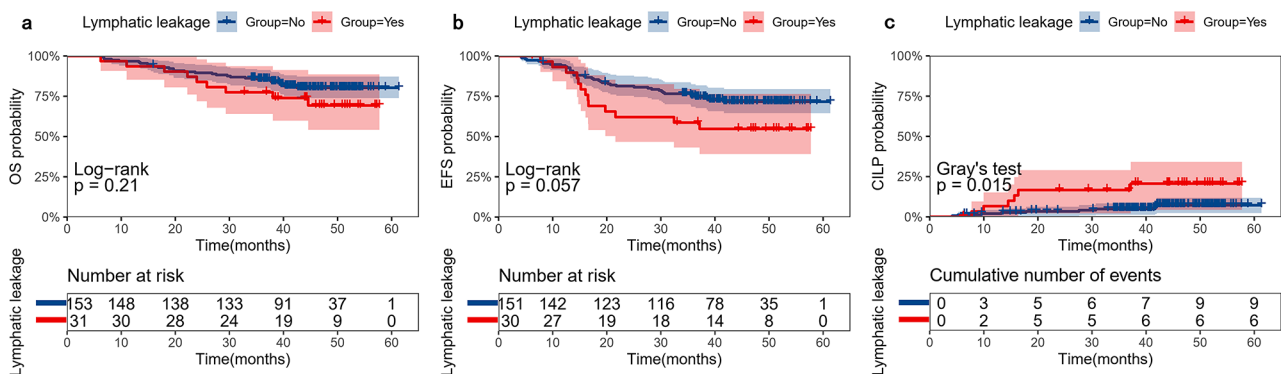 a
Lymphatic leakage Group=No Group=Yes
OS probability
100%
75%
50%
25%
0%
Log-rank
p = 0.21
0 10 20 30 40 50 60
Time(months)
Number at risk
Lymphatic leakage
153 148 138 133 91 37 1
31 30 28 24 19 9 0
0 10 20 30 40 50 60
Time(months)
b
Lymphatic leakage Group=No Group=Yes
EFS probability
100%
75%
50%
25%
0%
Log-rank
p = 0.057
0 10 20 30 40 50 60
Time(months)
Number at risk
Lymphatic leakage
151 142 123 116 78 35 1
30 27 19 18 14 8 0
0 10 20 30 40 50 60
Time(months)
c
Lymphatic leakage Group=No Group=Yes
CILP probability
100%
75%
50%
25%
0%
Gray's test
p = 0.015
0 10 20 30 40 50 60
Time(months)
Cumulative number of events
Lymphatic leakage
0 3 5 6 7 9 9
0 2 5 5 6 6 6
0 10 20 30 40 50 60
Time(months)